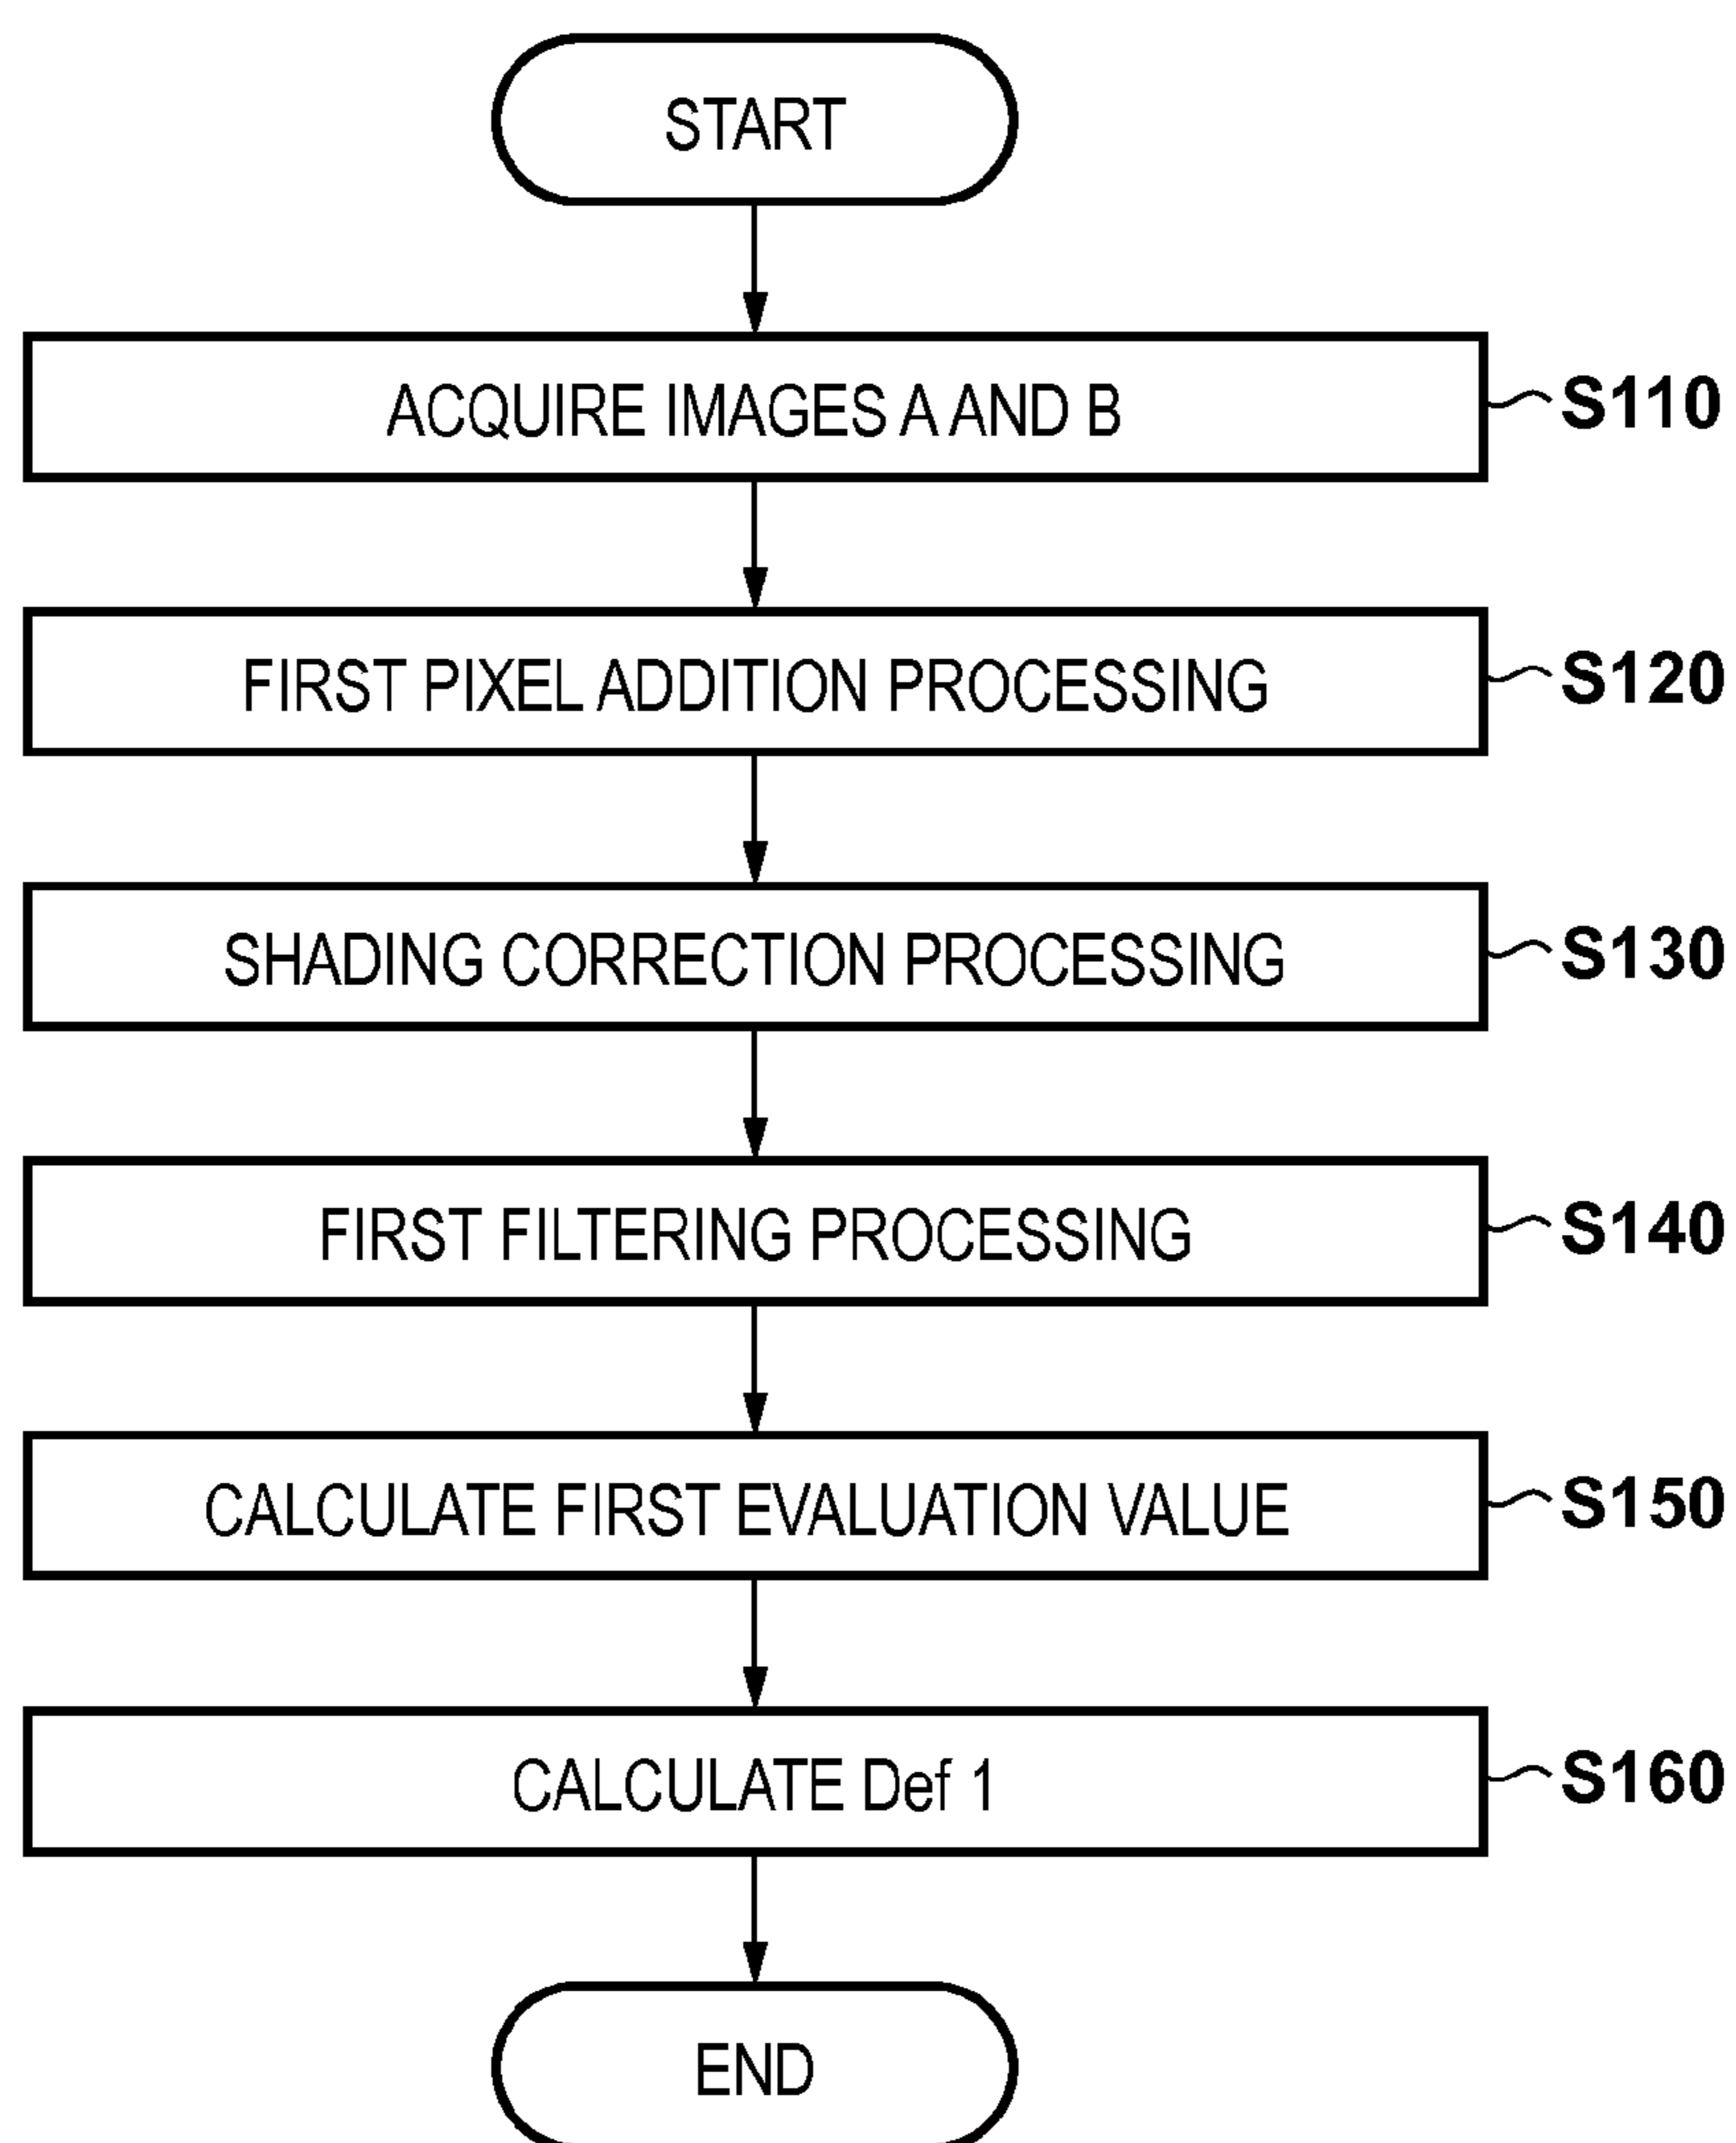 START
ACQUIRE IMAGES A AND B S110
FIRST PIXEL ADDITION PROCESSING S120
SHADING CORRECTION PROCESSING S130
FIRST FILTERING PROCESSING S140
CALCULATE FIRST EVALUATION VALUE S150
CALCULATE Def 1 S160
END